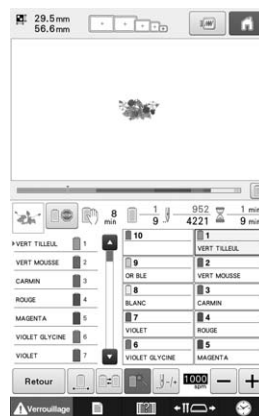 29.5mm
56.6mm
8 min
1
9
952
4221
1 min
9 min
VERT TILLEUL 1
VERT MOUSSE 2
CARMIN 3
ROUGE 4
MAGENTA 5
VIOLET GLYCINE 6
VIOLET 7
10
1
VERT TILLEUL
9
OR BLE
2
VERT MOUSSE
8
BLANC
3
CARMIN
7
VIOLET
4
ROUGE
6
VIOLET GLYCINE
5
MAGENTA
Retour
1000
spm
Verrouillage